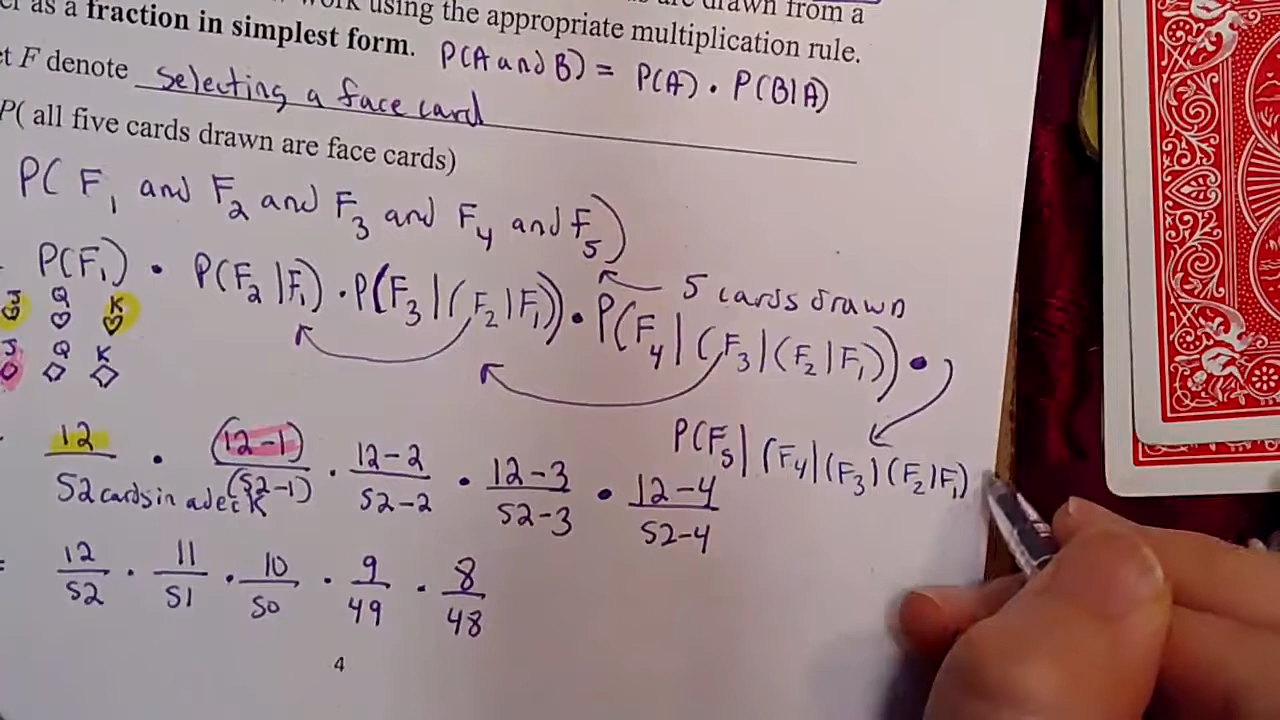 as a fraction in simplest form. using the appropriate multiplication rule. drawn from a
P(A and B) = P(A) · P(B|A)
F denote selecting a face card
P( all five cards drawn are face cards)
P( F₁ and F₂ and F₃ and F₄ and F₅)
P(F₁) · P(F₂|F₁) · P(F₃|(F₂|F₁)) · P(F₄|(F₃|(F₂|F₁)) ·
5 cards drawn
J Q K
♡ ♡ ♡
J Q K
◇ ◇ ◇
P(F₅|(F₄|(F₃)(F₂|F₁)
12/52 cards in a deck · (12-1)/(52-1) · 12-2/52-2 · 12-3/52-3 · 12-4/52-4
= 12/52 · 11/51 · 10/50 · 9/49 · 8/48
4